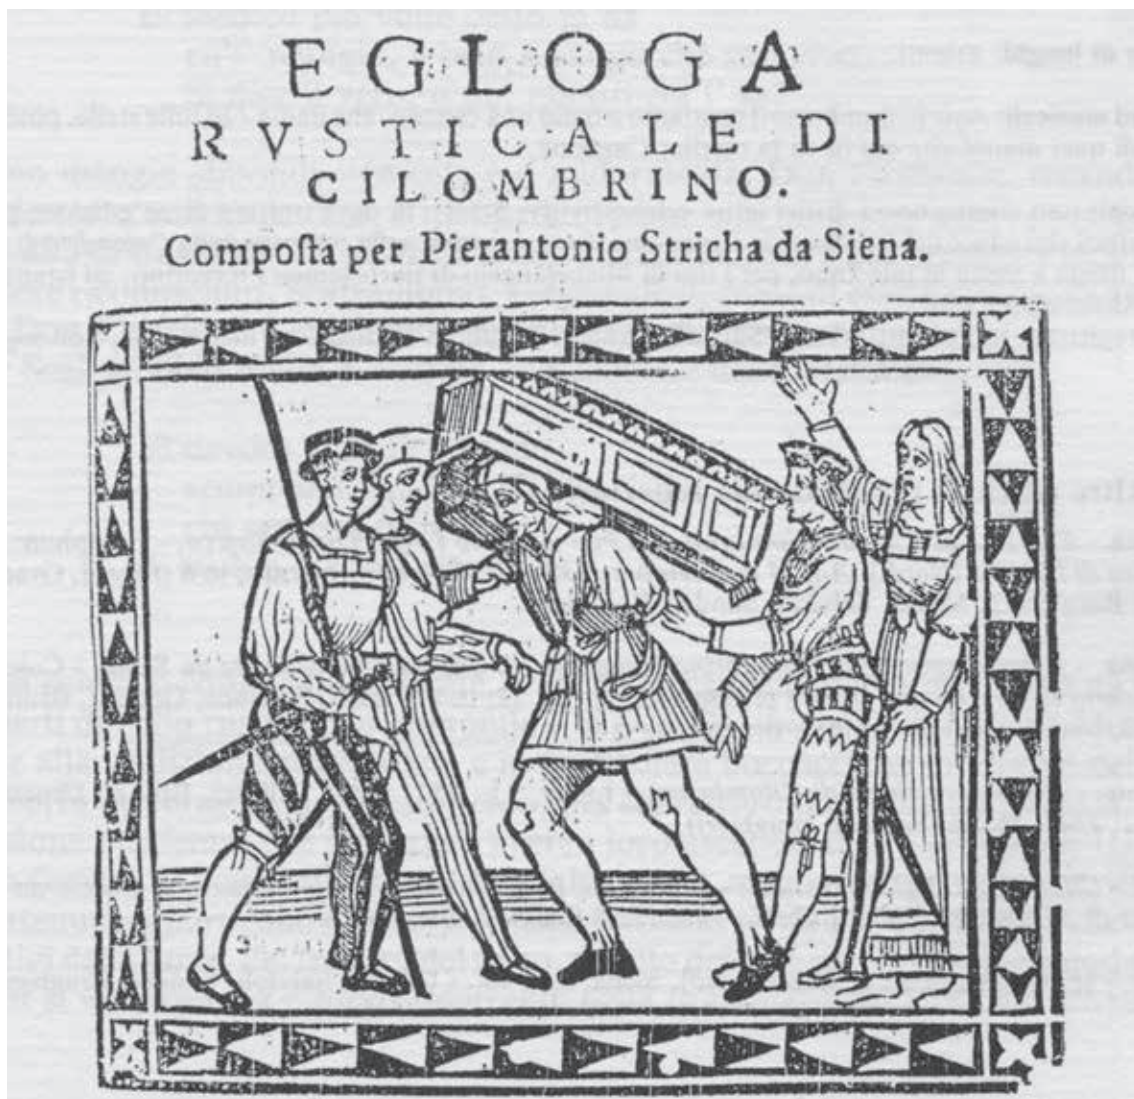 EGLOGA
RVSTICALE DI
CILOMBRINO.
Compoſta per Pierantonio Stricha da Siena.